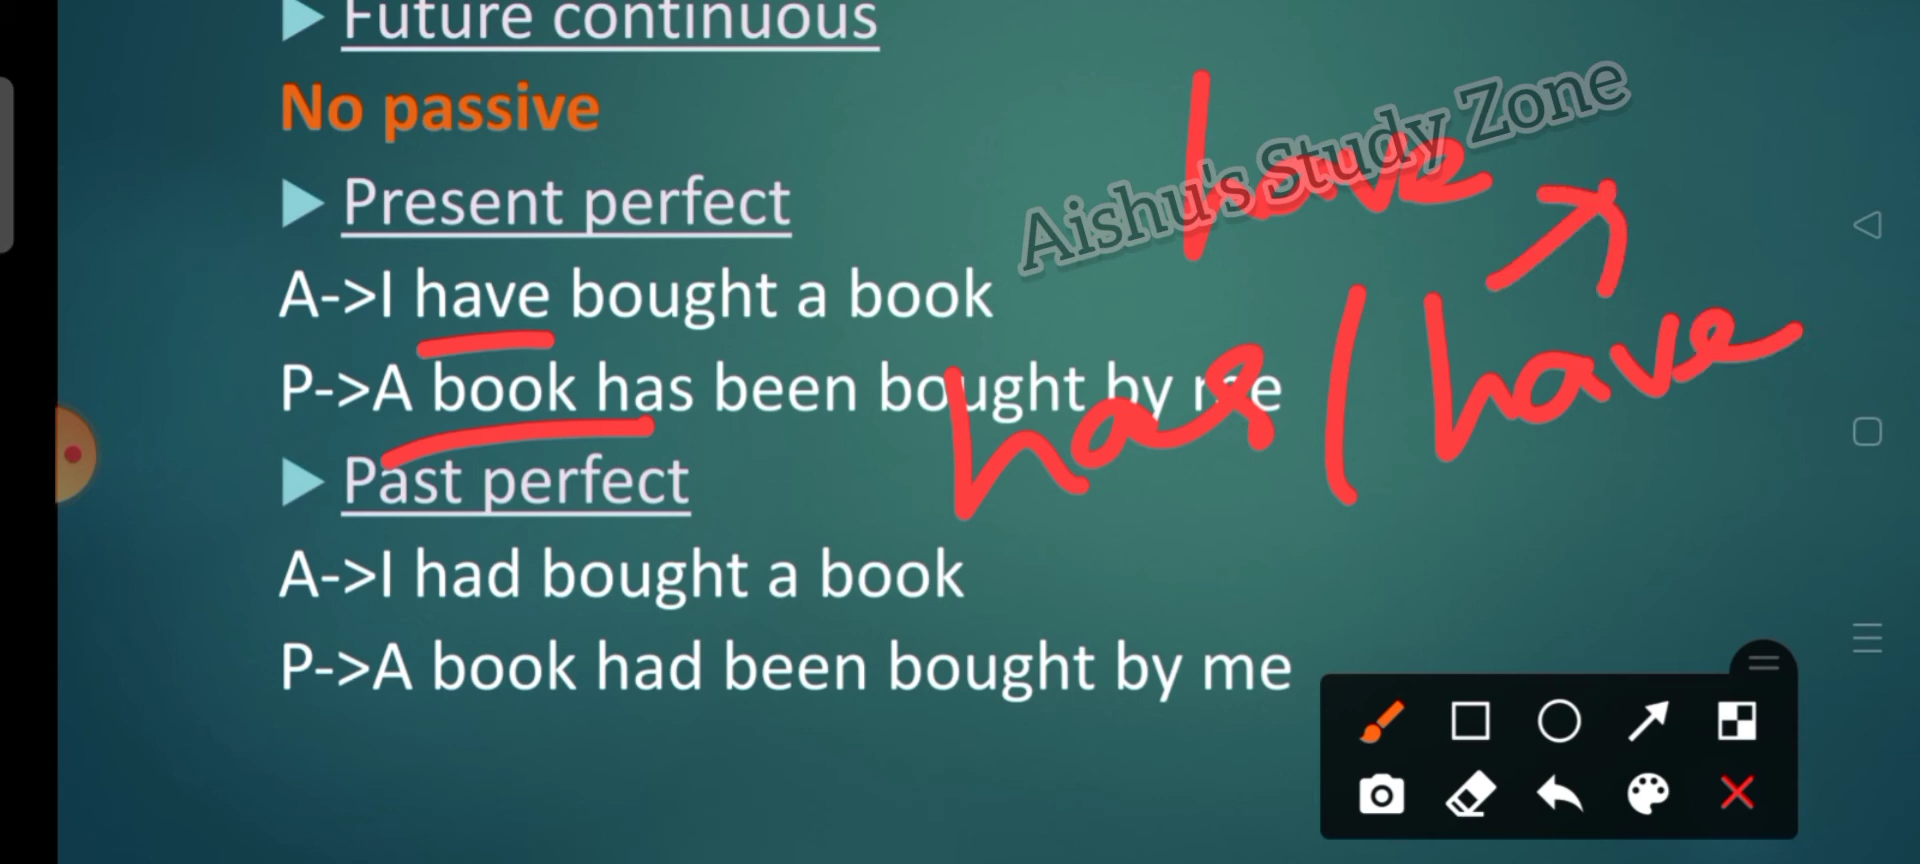 Future continuous
No passive
have
Aishu's Study Zone
Present perfect
A->I have bought a book
has/have
P->A book has been bought by me
Past perfect
A->I had bought a book
P->A book had been bought by me